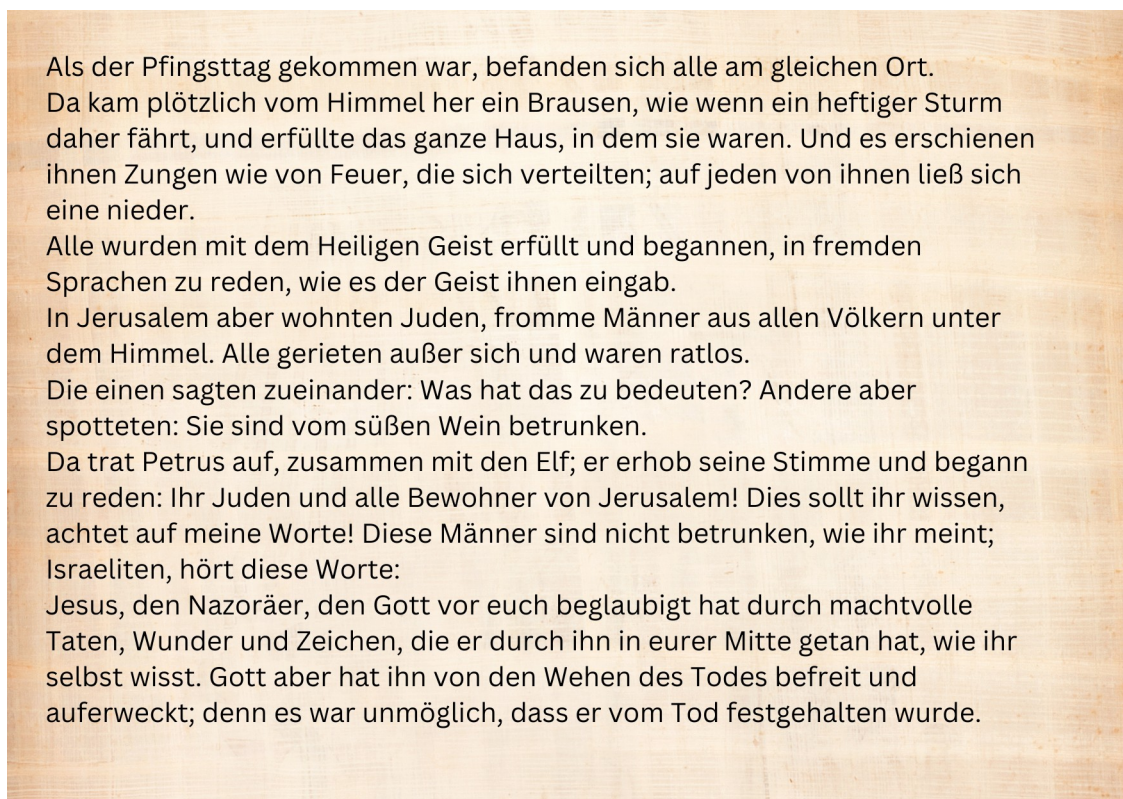 Als der Pfingsttag gekommen war, befanden sich alle am gleichen Ort.
Da kam plötzlich vom Himmel her ein Brausen, wie wenn ein heftiger Sturm
daher fährt, und erfüllte das ganze Haus, in dem sie waren. Und es erschienen
ihnen Zungen wie von Feuer, die sich verteilten; auf jeden von ihnen ließ sich
eine nieder.
Alle wurden mit dem Heiligen Geist erfüllt und begannen, in fremden
Sprachen zu reden, wie es der Geist ihnen eingab.
In Jerusalem aber wohnten Juden, fromme Männer aus allen Völkern unter
dem Himmel. Alle gerieten außer sich und waren ratlos.
Die einen sagten zueinander: Was hat das zu bedeuten? Andere aber
spotteten: Sie sind vom süßen Wein betrunken.
Da trat Petrus auf, zusammen mit den Elf; er erhob seine Stimme und begann
zu reden: Ihr Juden und alle Bewohner von Jerusalem! Dies sollt ihr wissen,
achtet auf meine Worte! Diese Männer sind nicht betrunken, wie ihr meint;
Israeliten, hört diese Worte:
Jesus, den Nazoräer, den Gott vor euch beglaubigt hat durch machtvolle
Taten, Wunder und Zeichen, die er durch ihn in eurer Mitte getan hat, wie ihr
selbst wisst. Gott aber hat ihn von den Wehen des Todes befreit und
auferweckt; denn es war unmöglich, dass er vom Tod festgehalten wurde.